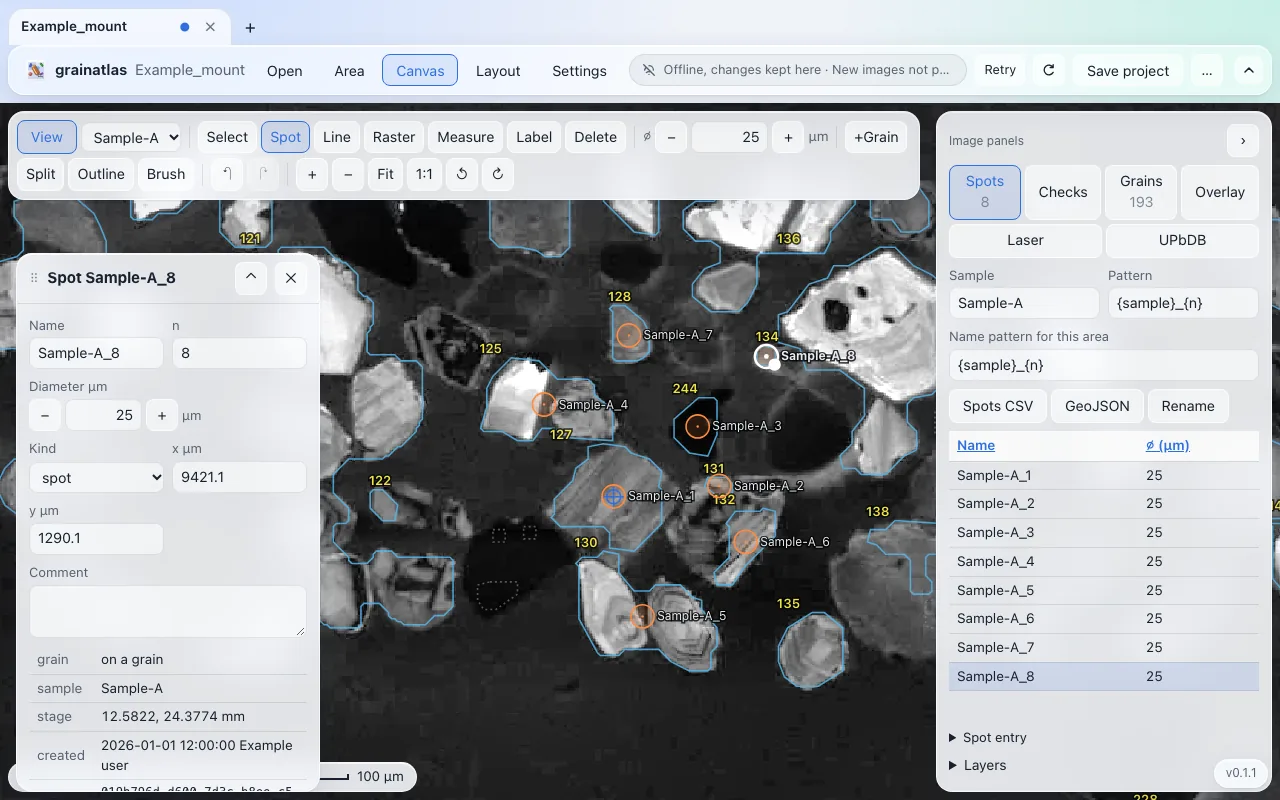 Example_mount
grainatlas Example_mount Open Area Canvas Layout Settings Offline, changes kept here · New images not p... Retry Save project ...
View Sample-A Select Spot Line Raster Measure Label Delete ø − 25 + µm +Grain
Split Outline Brush + − Fit 1:1
121
136
128
Sample-A_7
134
Sample-A_8
125
244
Sample-A_4
127
Sample-A_3
131
Sample-A_2
122
Sample-A_1
132
138
130
Sample-A_6
135
Sample-A_5
228
100 µm
Spot Sample-A_8
Name n
Sample-A_8 8
Diameter µm
− 25 + µm
Kind x µm
spot 9421.1
y µm
1290.1
Comment
grain on a grain
sample Sample-A
stage 12.5822, 24.3774 mm
created 2026-01-01 12:00:00 Example
user
Image panels
Spots 8 Checks Grains 193 Overlay
Laser UPbDB
Sample Pattern
Sample-A {sample}_{n}
Name pattern for this area
{sample}_{n}
Spots CSV GeoJSON Rename
Name ø (µm)
Sample-A_1 25
Sample-A_2 25
Sample-A_3 25
Sample-A_4 25
Sample-A_5 25
Sample-A_6 25
Sample-A_7 25
Sample-A_8 25
Spot entry
Layers
v0.1.1